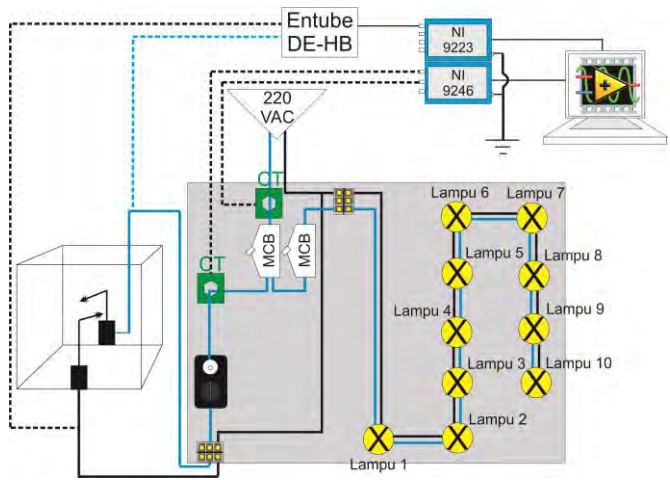 Entube
DE-HB
NI
9223
NI
9246
220
VAC
CT
MCB
MCB
CT
Lampu 6
Lampu 7
Lampu 5
Lampu 8
Lampu 4
Lampu 9
Lampu 3
Lampu 10
Lampu 2
Lampu 1